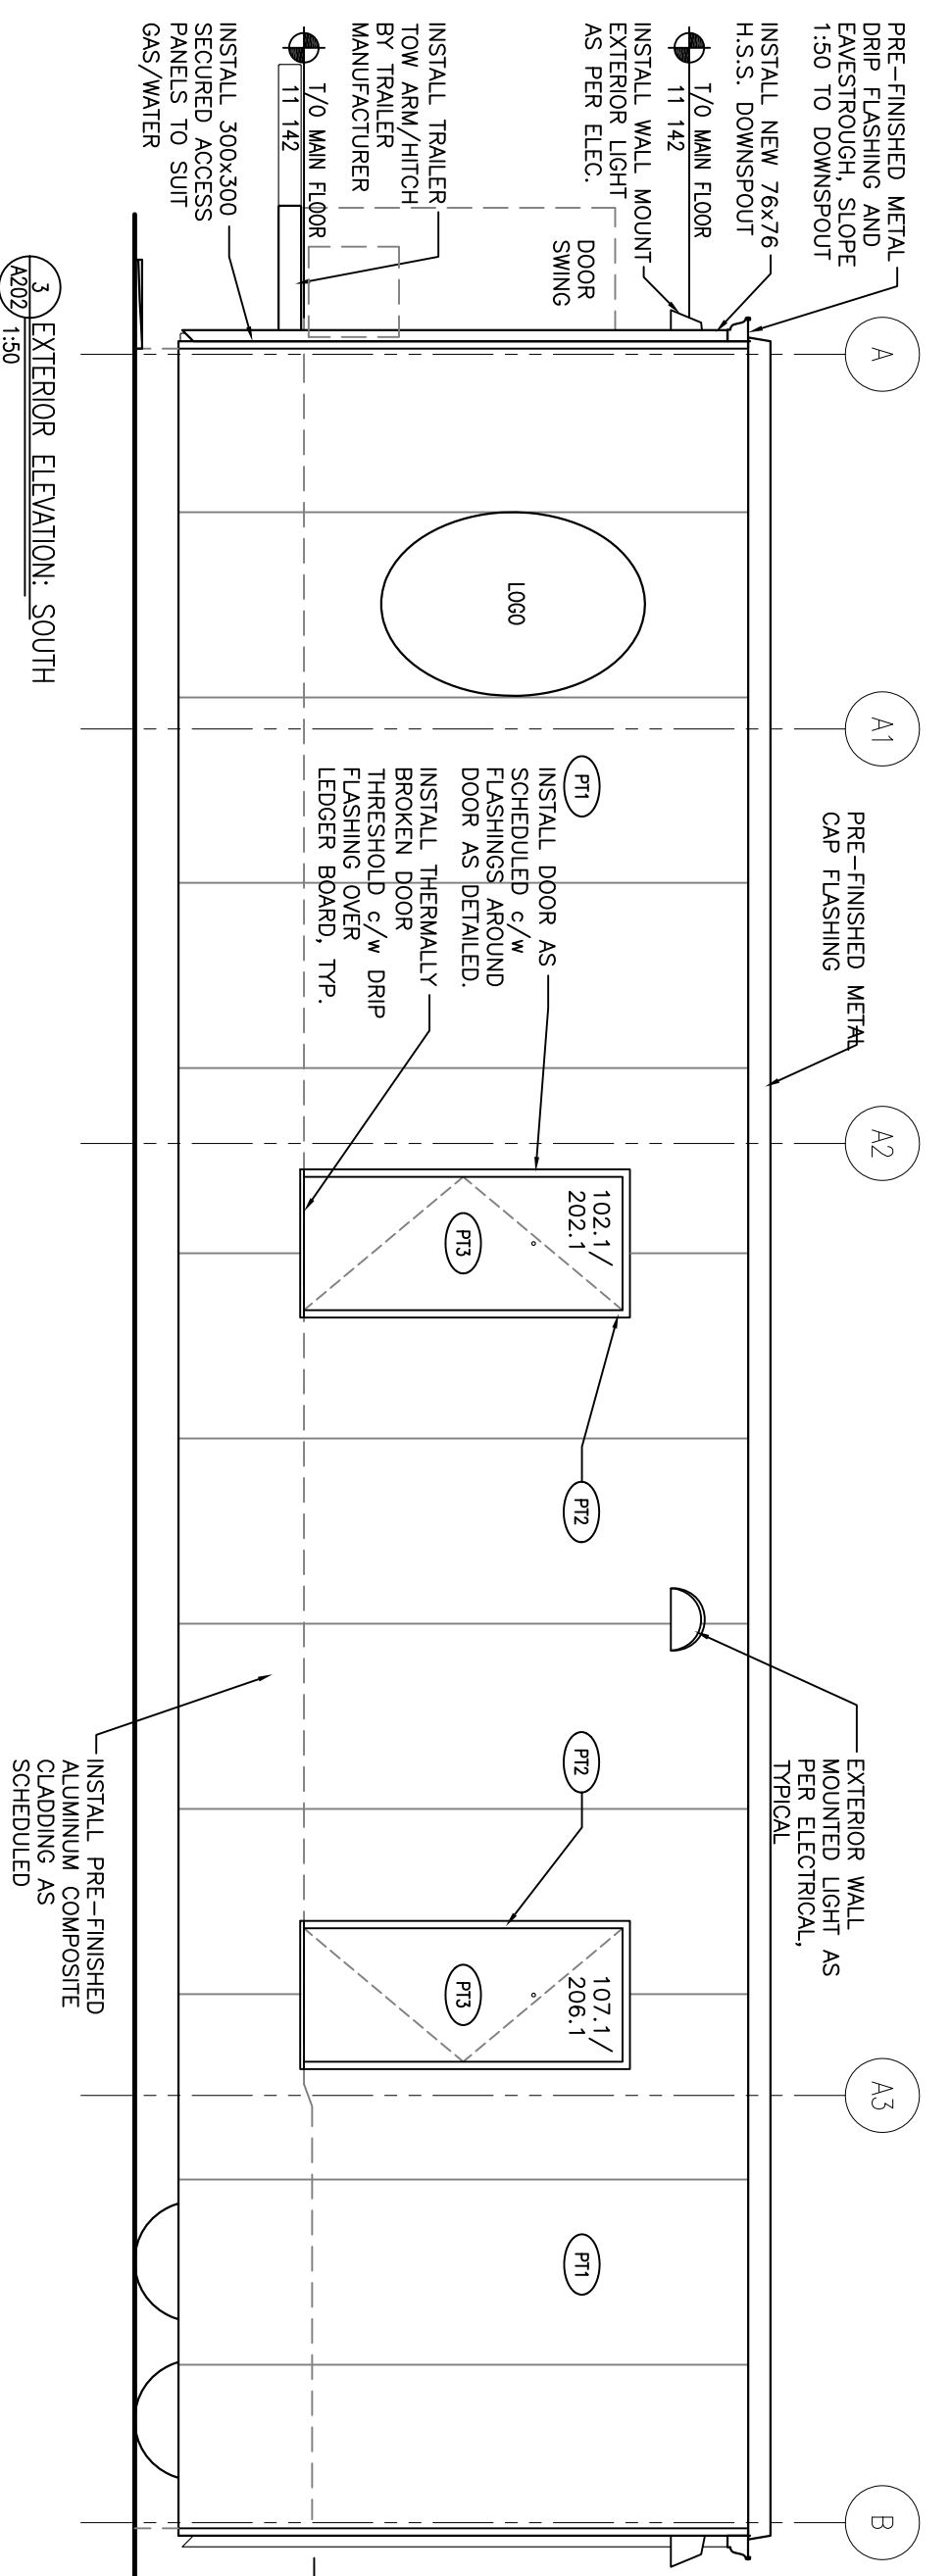 A
A1
A2
A3
B
PRE-FINISHED METAL
DRIP FLASHING AND
EAVESTROUGH, SLOPE
1:50 TO DOWNSPOUT
INSTALL NEW 76x76
H.S.S. DOWNSPOUT
T/O MAIN FLOOR
11 142
INSTALL WALL MOUNT
EXTERIOR LIGHT
AS PER ELEC.
DOOR
SWING
INSTALL TRAILER
TOW ARM/HITCH
BY TRAILER
MANUFACTURER
T/O MAIN FLOOR
11 142
INSTALL 300x300
SECURED ACCESS
PANELS TO SUIT
GAS/WATER
LOGO
PRE-FINISHED METAL
CAP FLASHING
PT1
INSTALL DOOR AS
SCHEDULED c/w
FLASHINGS AROUND
DOOR AS DETAILED.
INSTALL THERMALLY
BROKEN DOOR
THRESHOLD c/w DRIP
FLASHING OVER
LEDGER BOARD, TYP.
102.1/
202.1
PT3
PT2
EXTERIOR WALL
MOUNTED LIGHT AS
PER ELECTRICAL,
TYPICAL
PT2
107.1/
206.1
PT3
PT1
INSTALL PRE-FINISHED
ALUMINUM COMPOSITE
CLADDING AS
SCHEDULED
3
A202
EXTERIOR ELEVATION: SOUTH
1:50